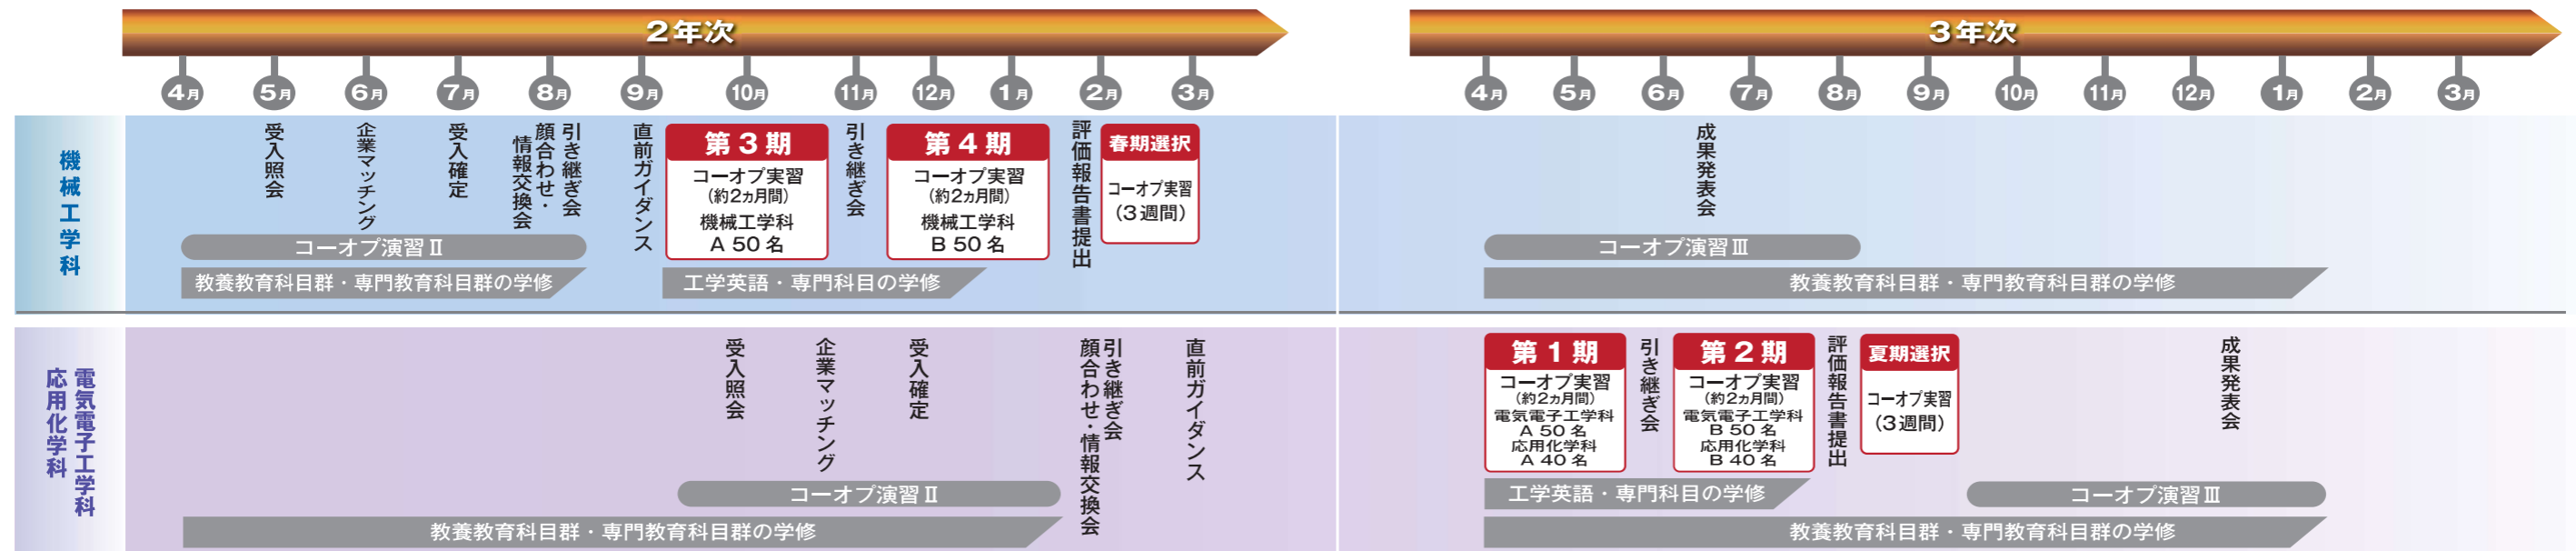 2年次
3年次
4月 5月 6月 7月 8月 9月 10月 11月 12月 1月 2月 3月
4月 5月 6月 7月 8月 9月 10月 11月 12月 1月 2月 3月
機械工学科
受入照会
企業マッチング
受入確定
引き継ぎ会
顔合わせ・
情報交換会
直前ガイダンス
第3期
コーオプ実習
(約2ヵ月間)
機械工学科
A 50名
引き継ぎ会
第4期
コーオプ実習
(約2ヵ月間)
機械工学科
B 50名
評価報告書提出
春期選択
コーオプ実習
(3週間)
コーオプ演習Ⅱ
教養教育科目群・専門教育科目群の学修
工学英語・専門科目の学修
成果発表会
コーオプ演習Ⅲ
教養教育科目群・専門教育科目群の学修
電気電子工学科
応用化学科
受入照会
企業マッチング
受入確定
引き継ぎ会
顔合わせ・情報交換会
直前ガイダンス
コーオプ演習Ⅱ
教養教育科目群・専門教育科目群の学修
第1期
コーオプ実習
(約2ヵ月間)
電気電子工学科
A 50名
応用化学科
A 40名
引き継ぎ会
第2期
コーオプ実習
(約2ヵ月間)
電気電子工学科
B 50名
応用化学科
B 40名
評価報告書提出
夏期選択
コーオプ実習
(3週間)
成果発表会
工学英語・専門科目の学修
コーオプ演習Ⅲ
教養教育科目群・専門教育科目群の学修